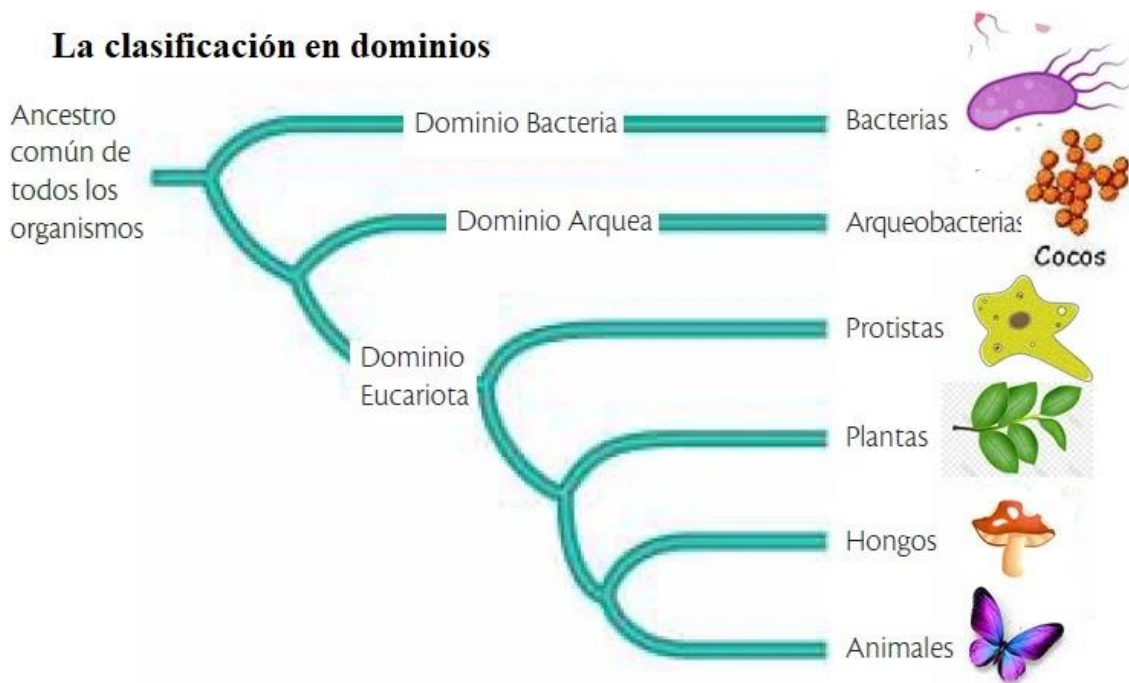 La clasificación en dominios
Ancestro
común de
todos los
organismos
Dominio Bacteria
Bacterias
Dominio Arquea
Arqueobacterias
Cocos
Dominio
Eucariota
Protistas
Plantas
Hongos
Animales